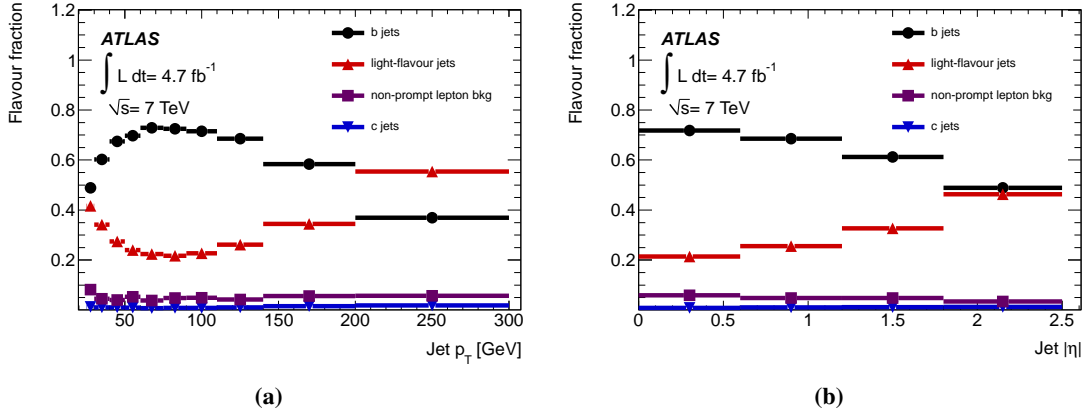 Flavour fraction
1.2
1
0.8
0.6
0.4
0.2
ATLAS
∫ L dt= 4.7 fb⁻¹
√s= 7 TeV
b jets
light-flavour jets
non-prompt lepton bkg
c jets
50 100 150 200 250 300
Jet p_T [GeV]
(a)
Flavour fraction
1.2
1
0.8
0.6
0.4
0.2
ATLAS
∫ L dt= 4.7 fb⁻¹
√s= 7 TeV
b jets
light-flavour jets
non-prompt lepton bkg
c jets
0 0.5 1 1.5 2 2.5
Jet |η|
(b)